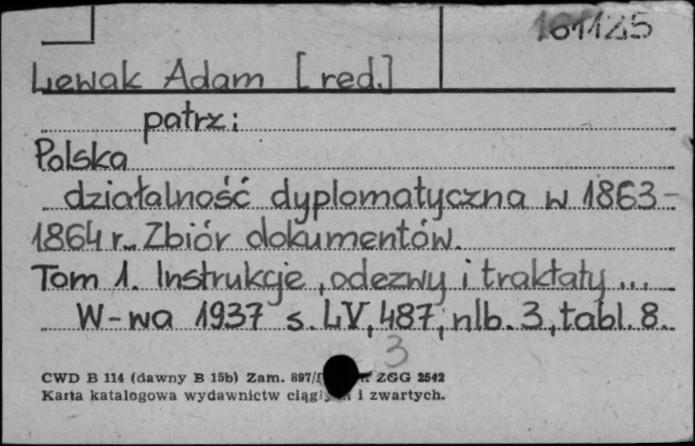 161125
Lewak Adam [red.]
patrz:
Polska
działalność dyplomatyczna w 1863-
1864 r.. Zbiór dokumentów.
Tom 1. Instrukcje, odezwy i traktaty ...
W-wa 1937 s. LV, 487, nlb. 3, tabl. 8.
3
CWD B 114 (dawny B 15b) Zam. 897/ ZGG 2542
Karta katalogowa wydawnictw i zwartych.